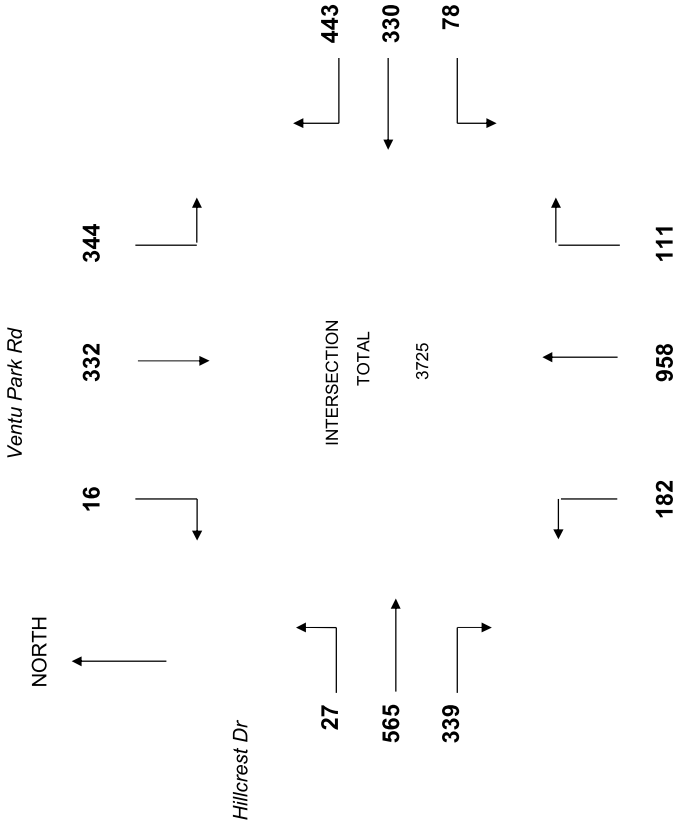 Ventu Park Rd
NORTH
16 332 344
Hillcrest Dr
27 INTERSECTION 443
TOTAL
565 330
3725
339 78
182 958 111